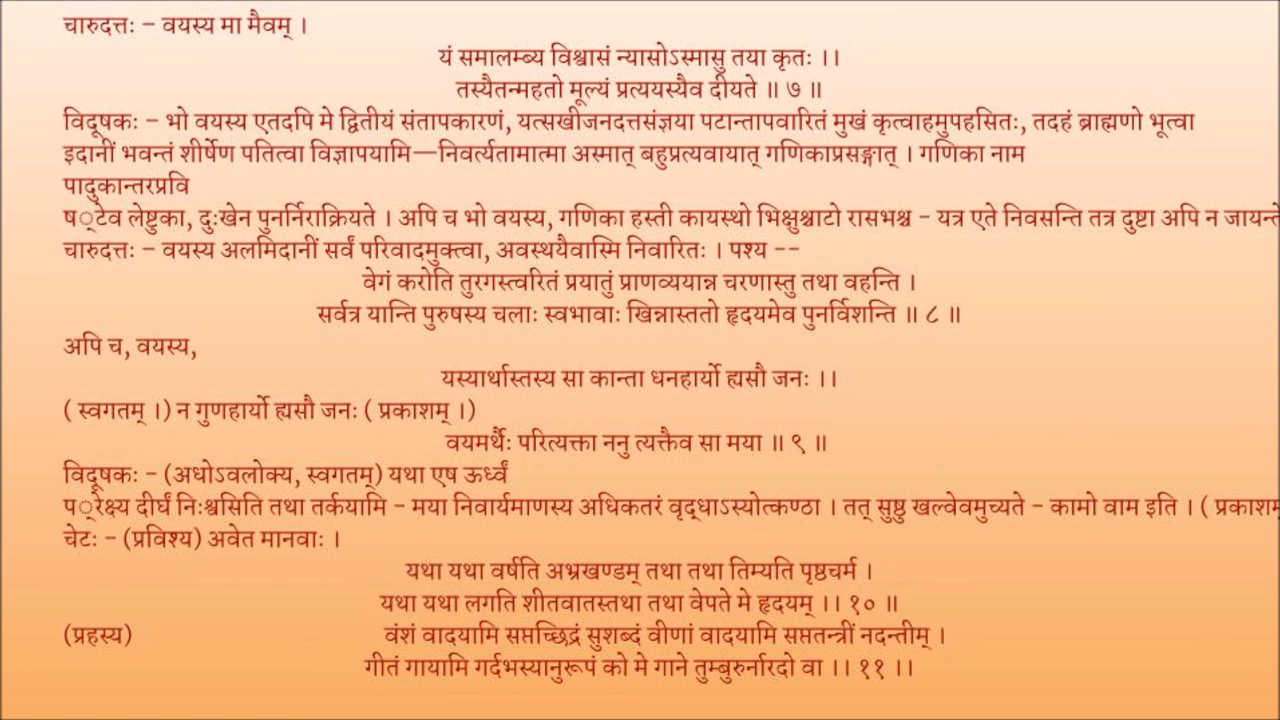 चारुदत्तः – वयस्य मा मैवम् ।
यं समालम्ब्य विश्वासं न्यासोऽस्मासु तया कृतः ।।
तस्यैतन्महतो मूल्यं प्रत्ययस्यैव दीयते ॥ ७ ॥
विदूषकः – भो वयस्य एतदपि मे द्वितीयं संतापकारणं, यत्सखीजनदत्तसंज्ञया पटान्तापवारितं मुखं कृत्वाहमुपहसितः, तदहं ब्राह्मणो भूत्वा
इदानीं भवन्तं शीर्षेण पतित्वा विज्ञापयामि—निवर्त्यतामात्मा अस्मात् बहुप्रत्यवायात् गणिकाप्रसङ्गात् । गणिका नाम
पादुकान्तरप्रवि
ष◌्टेव लेष्टुका, दुःखेन पुनर्निराक्रियते । अपि च भो वयस्य, गणिका हस्ती कायस्थो भिक्षुश्चाटो रासभश्च – यत्र एते निवसन्ति तत्र दुष्टा अपि न जायन्ते
चारुदत्तः – वयस्य अलमिदानीं सर्वं परिवादमुक्त्वा, अवस्थयैवास्मि निवारितः । पश्य --
वेगं करोति तुरगस्त्वरितं प्रयातुं प्राणव्ययान्न चरणास्तु तथा वहन्ति ।
सर्वत्र यान्ति पुरुषस्य चलाः स्वभावाः खिन्नास्ततो हृदयमेव पुनर्विशन्ति ॥ ८ ॥
अपि च, वयस्य,
यस्यार्थास्तस्य सा कान्ता धनहार्यो ह्यसौ जनः ।।
( स्वगतम् ।) न गुणहार्यो ह्यसौ जनः ( प्रकाशम् ।)
वयमर्थैः परित्यक्ता ननु त्यक्तैव सा मया ॥ ९ ॥
विदूषकः – (अधोऽवलोक्य, स्वगतम्) यथा एष ऊर्ध्वं
प◌्रेक्ष्य दीर्घं निःश्वसिति तथा तर्कयामि – मया निवार्यमाणस्य अधिकतरं वृद्धाऽस्योत्कण्ठा । तत् सुष्ठु खल्वेवमुच्यते – कामो वाम इति । ( प्रकाशम
चेटः – (प्रविश्य) अवेत मानवाः ।
यथा यथा वर्षति अभ्रखण्डम् तथा तथा तिम्यति पृष्ठचर्म ।
यथा यथा लगति शीतवातस्तथा तथा वेपते मे हृदयम् ।। १० ॥
(प्रहस्य) वंशं वादयामि सप्तच्छिद्रं सुशब्दं वीणां वादयामि सप्ततन्त्रीं नदन्तीम् ।
गीतं गायामि गर्दभस्यानुरूपं को मे गाने तुम्बुरुर्नारदो वा ।। ११ ।।